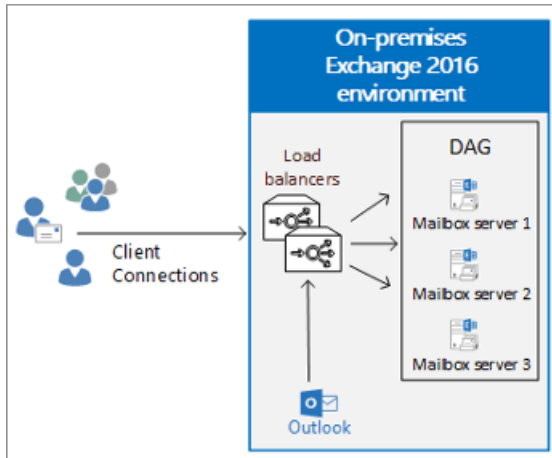 On-premises
Exchange 2016
environment
Load
balancers
DAG
Mailbox server 1
Mailbox server 2
Mailbox server 3
Client
Connections
Outlook